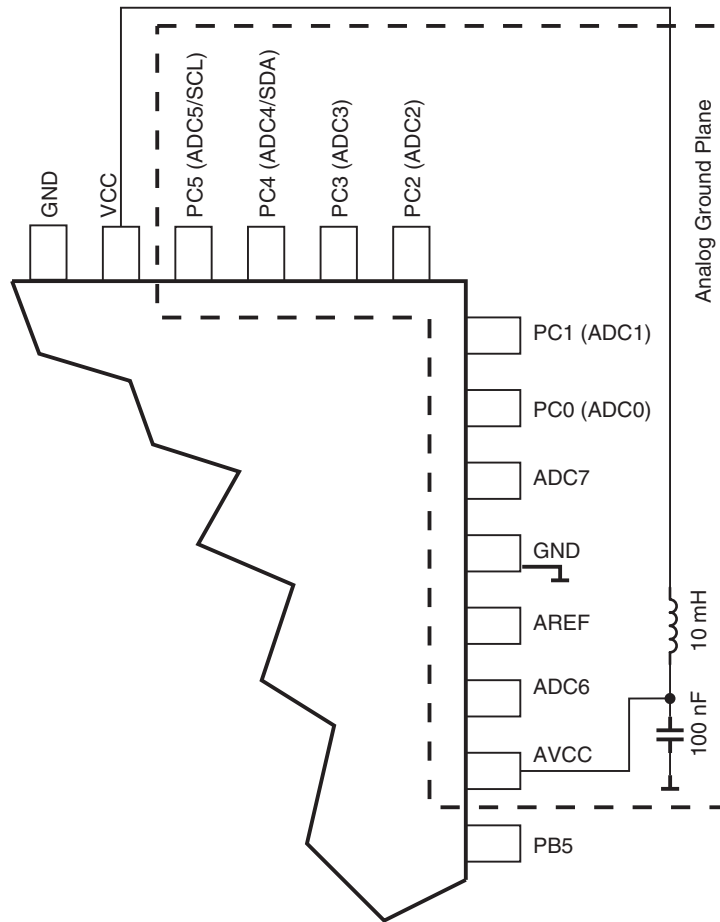 GND
VCC
PC5 (ADC5/SCL)
PC4 (ADC4/SDA)
PC3 (ADC3)
PC2 (ADC2)
Analog Ground Plane
PC1 (ADC1)
PC0 (ADC0)
ADC7
GND
AREF
ADC6
AVCC
PB5
10 mH
100 nF